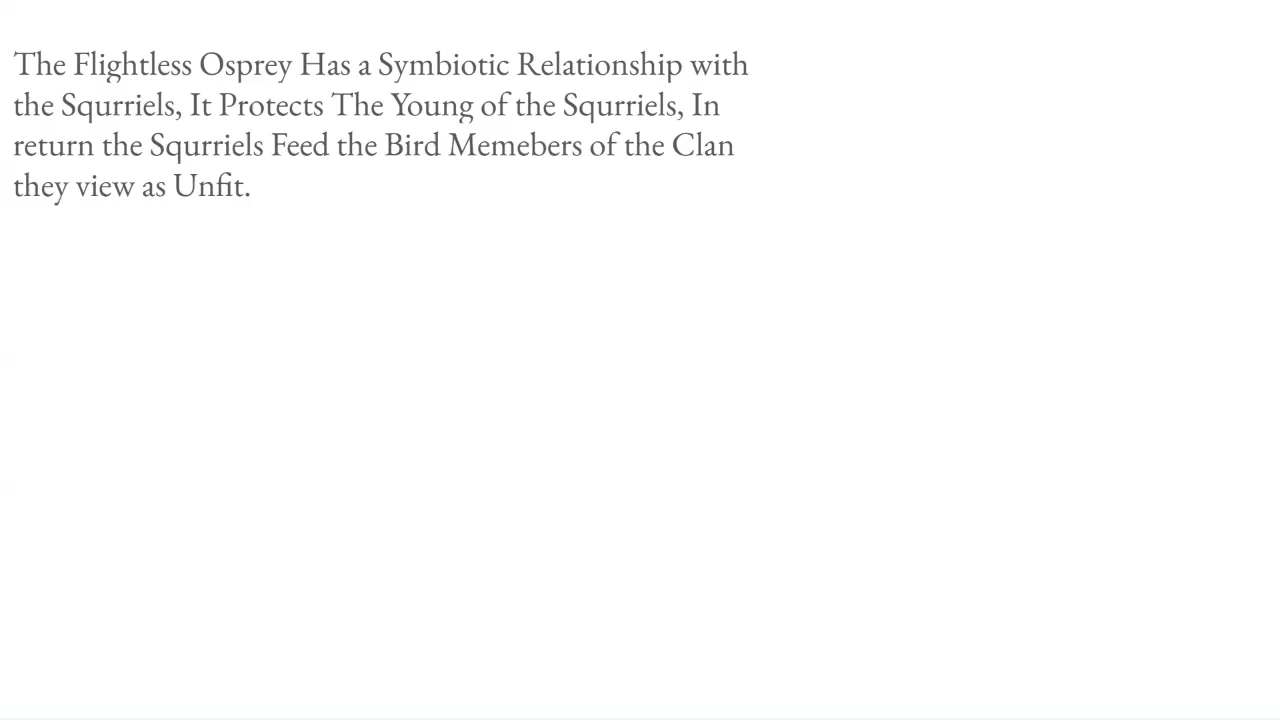 The Flightless Osprey Has a Symbiotic Relationship with
the Squrriels, It Protects The Young of the Squrriels, In
return the Squrriels Feed the Bird Memebers of the Clan
they view as Unfit.